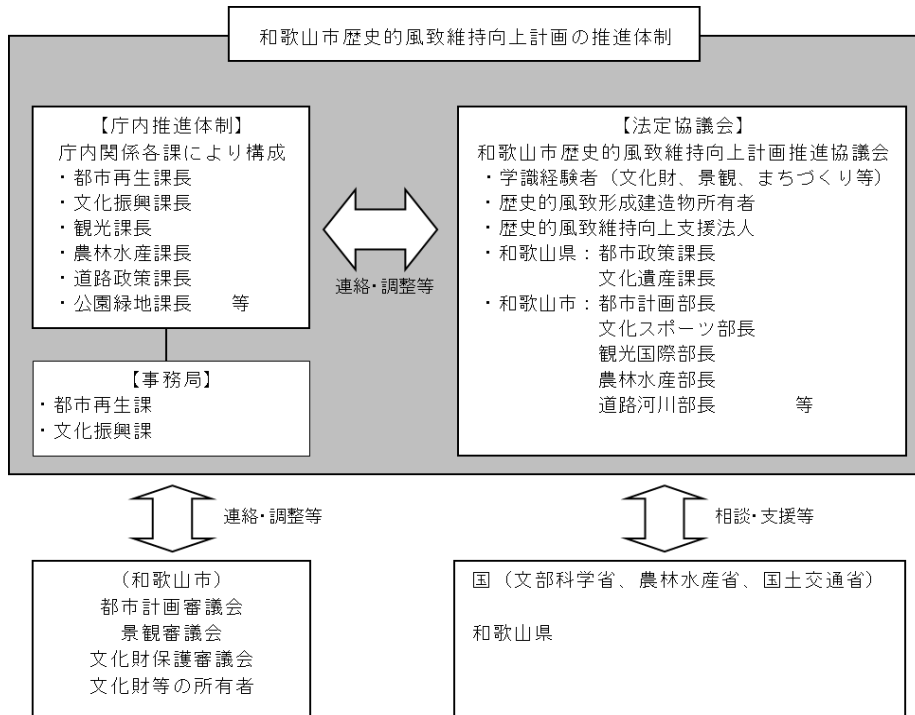 和歌山市歴史的風致維持向上計画の推進体制
【庁内推進体制】
庁内関係各課により構成
・都市再生課長
・文化振興課長
・観光課長
・農林水産課長
・道路政策課長
・公園緑地課長　等
【事務局】
・都市再生課
・文化振興課
連絡・調整等
【法定協議会】
和歌山市歴史的風致維持向上計画推進協議会
・学識経験者（文化財、景観、まちづくり等）
・歴史的風致形成建造物所有者
・歴史的風致維持向上支援法人
・和歌山県：都市政策課長
文化遺産課長
・和歌山市：都市計画部長
文化スポーツ部長
観光国際部長
農林水産部長
道路河川部長　等
連絡・調整等
相談・支援等
（和歌山市）
都市計画審議会
景観審議会
文化財保護審議会
文化財等の所有者
国（文部科学省、農林水産省、国土交通省）
和歌山県